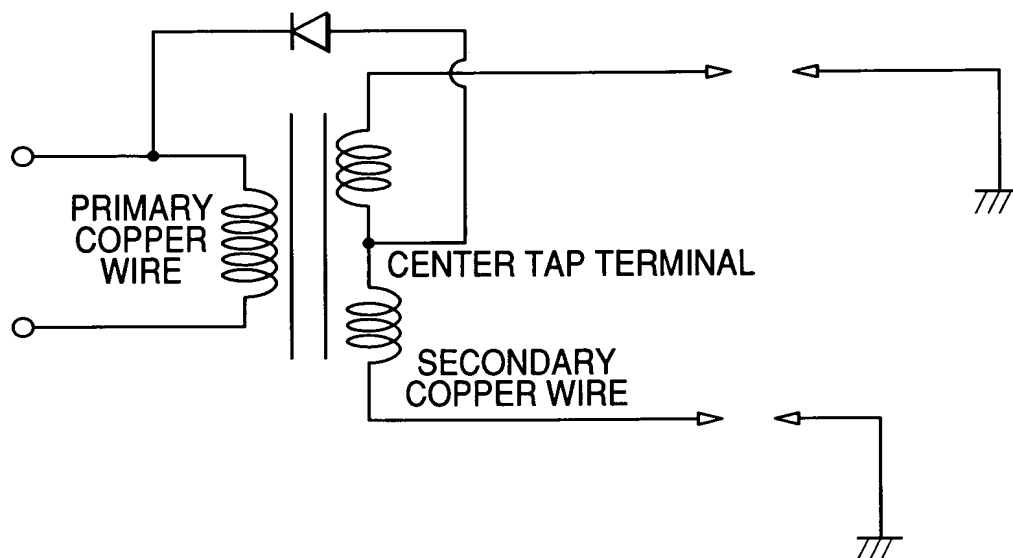 PRIMARY
COPPER
WIRE
CENTER TAP TERMINAL
SECONDARY
COPPER WIRE